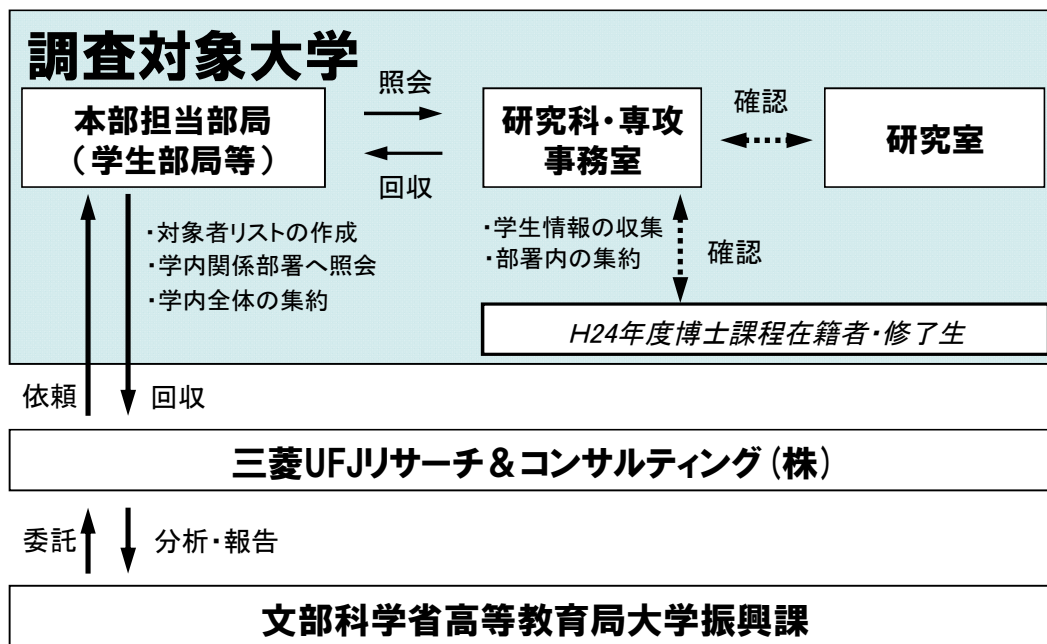 調査対象大学
照会
本部担当部局
（学生部局等）
回収
研究科・専攻
事務室
確認
研究室
・対象者リストの作成
・学内関係部署へ照会
・学内全体の集約
・学生情報の収集
・部署内の集約
確認
H24年度博士課程在籍者・修了生
依頼
回収
三菱UFJリサーチ＆コンサルティング（株）
委託
分析・報告
文部科学省高等教育局大学振興課